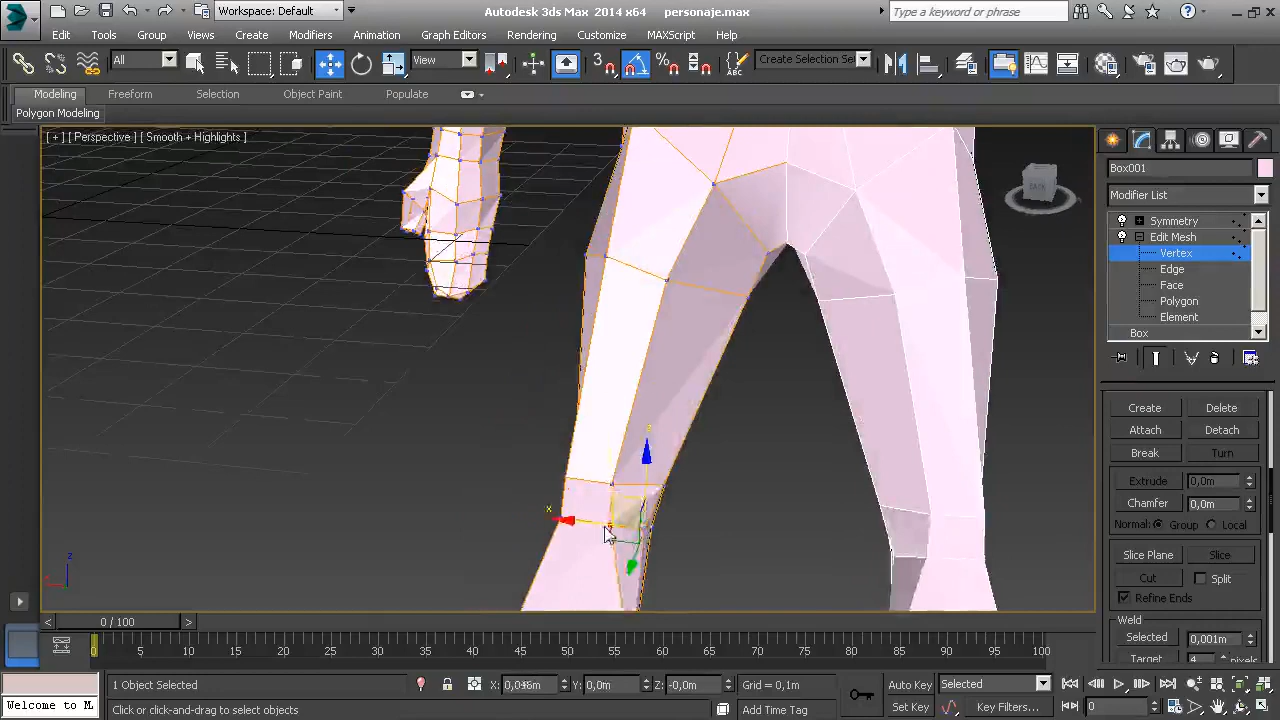 Workspace: Default
Autodesk 3ds Max 2014 x64 personaje.max
Type a keyword or phrase
Edit Tools Group Views Create Modifiers Animation Graph Editors Rendering Customize MAXScript Help
All View 3 Create Selection Se
Modeling Freeform Selection Object Paint Populate
Polygon Modeling
[ + ] [ Perspective ] [ Smooth + Highlights ]
Box001
Modifier List
Symmetry
Edit Mesh
Vertex
Edge
Face
Polygon
Element
Box
Create Delete
Attach Detach
Break Turn
Extrude 0,0m
Chamfer 0,0m
Normal: Group Local
Slice Plane Slice
Cut Split
Refine Ends
Weld
Selected 0,001m
Target 4 pixels
x
z
< 0 / 100 >
0 5 10 15 20 25 30 35 40 45 50 55 60 65 70 75 80 85 90 95 100
1 Object Selected X: 0,046m Y: 0,0m Z: -0,0m Grid = 0,1m Auto Key Selected
Welcome to M. Click or click-and-drag to select objects Add Time Tag Set Key Key Filters... 0